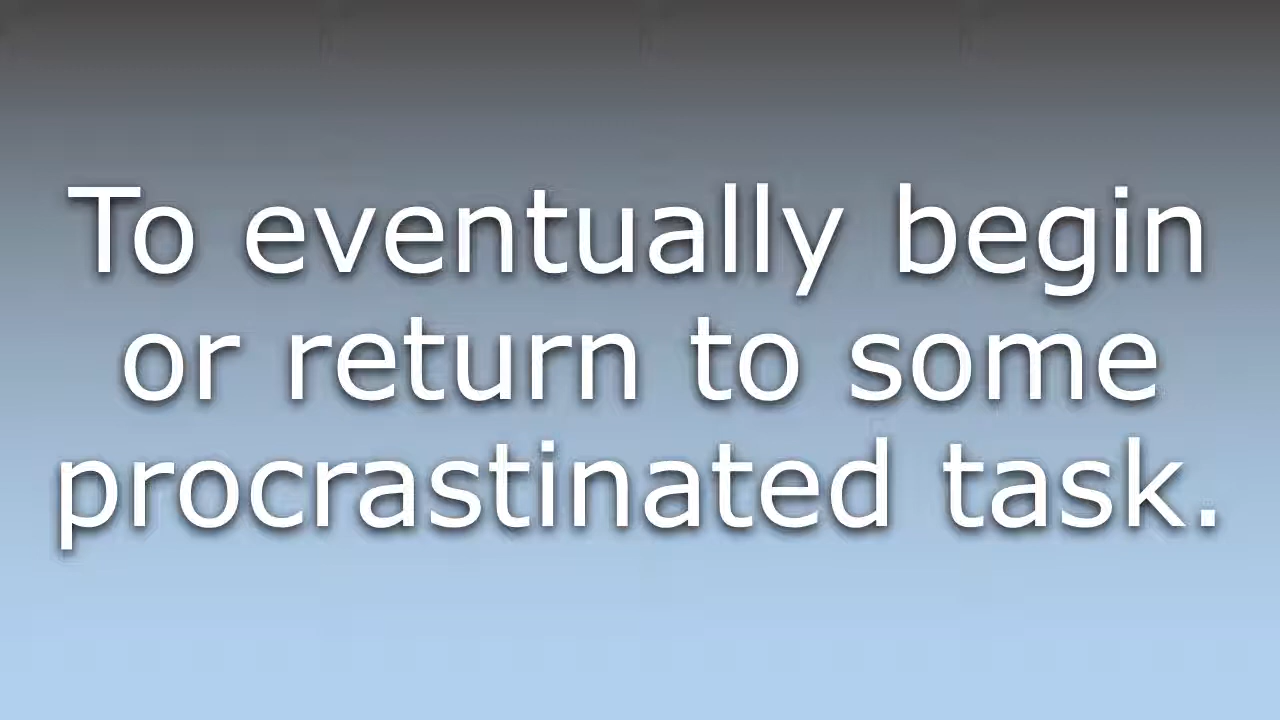 To eventually begin
or return to some
procrastinated task.